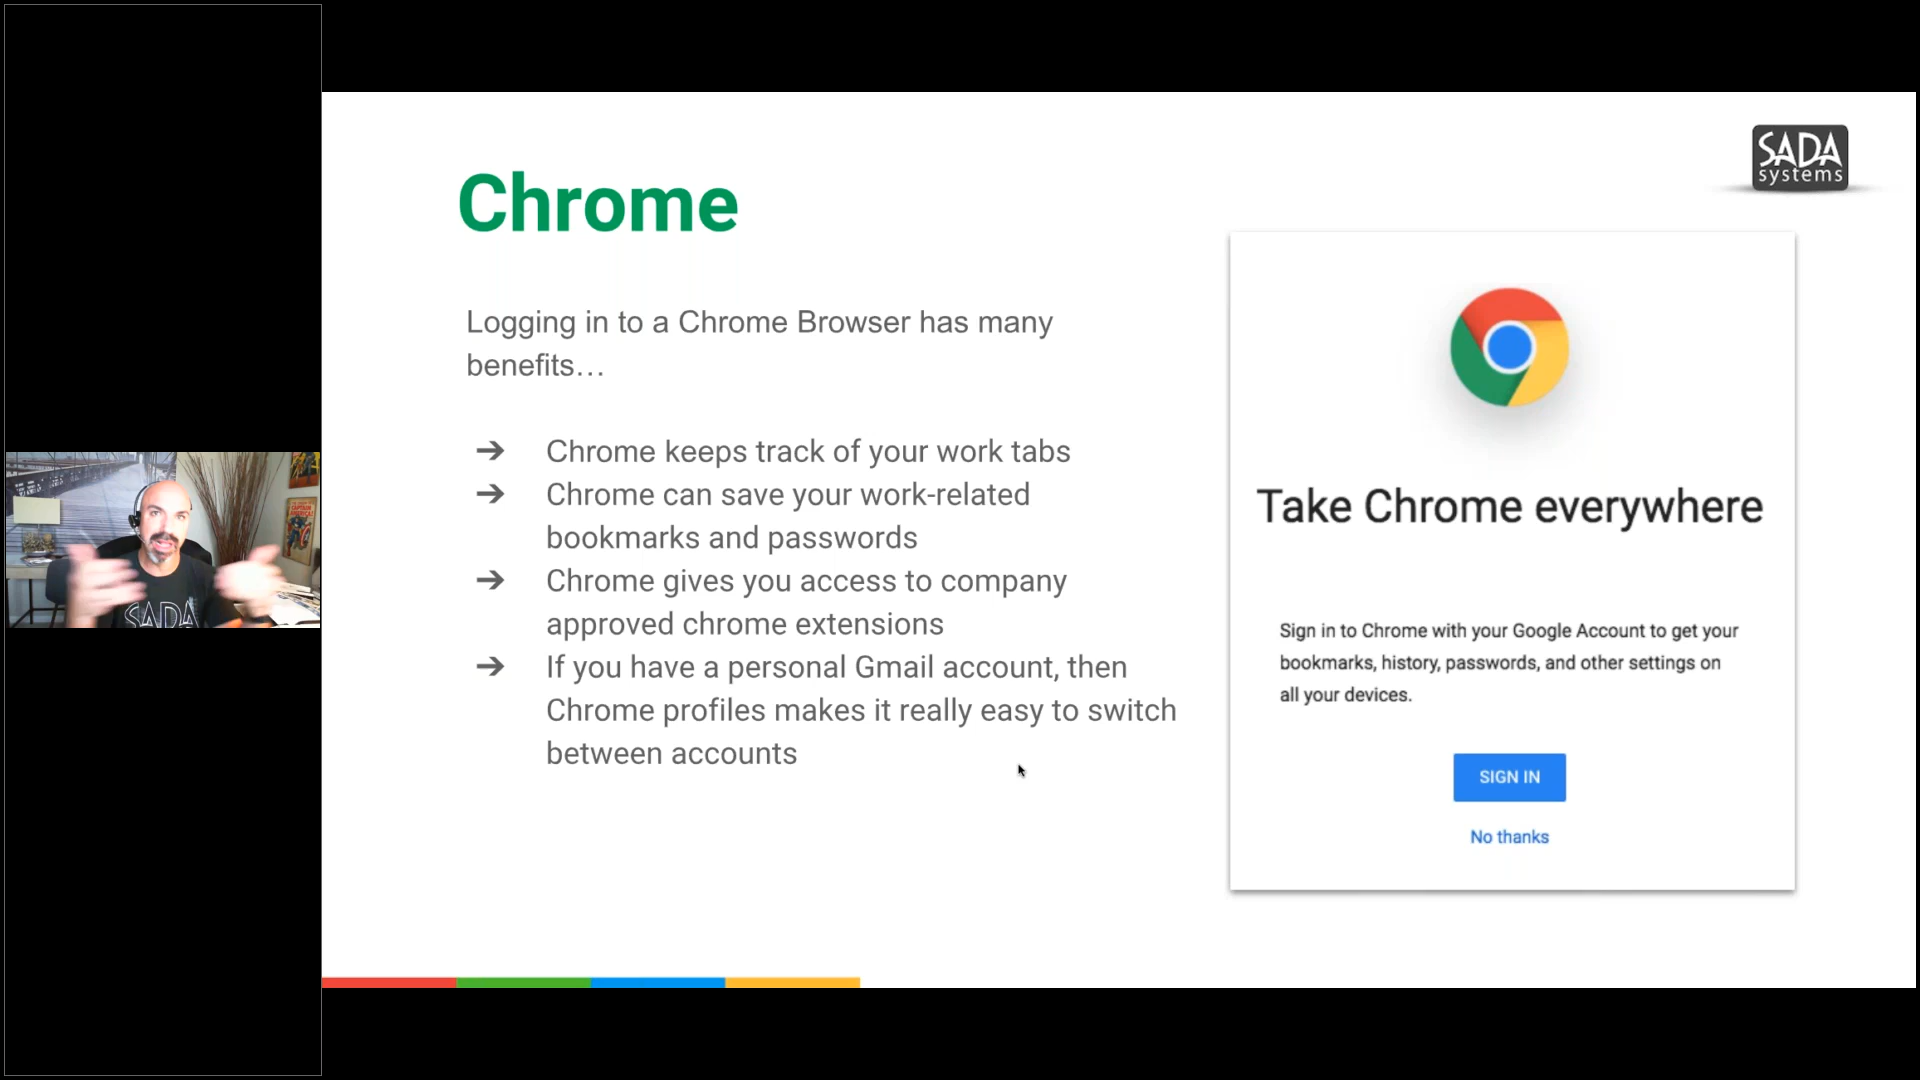 SADA
systems
Chrome
Logging in to a Chrome Browser has many
benefits…
➔ Chrome keeps track of your work tabs
➔ Chrome can save your work-related
bookmarks and passwords
➔ Chrome gives you access to company
approved chrome extensions
➔ If you have a personal Gmail account, then
Chrome profiles makes it really easy to switch
between accounts
Take Chrome everywhere
Sign in to Chrome with your Google Account to get your
bookmarks, history, passwords, and other settings on
all your devices.
SIGN IN
No thanks
SADA